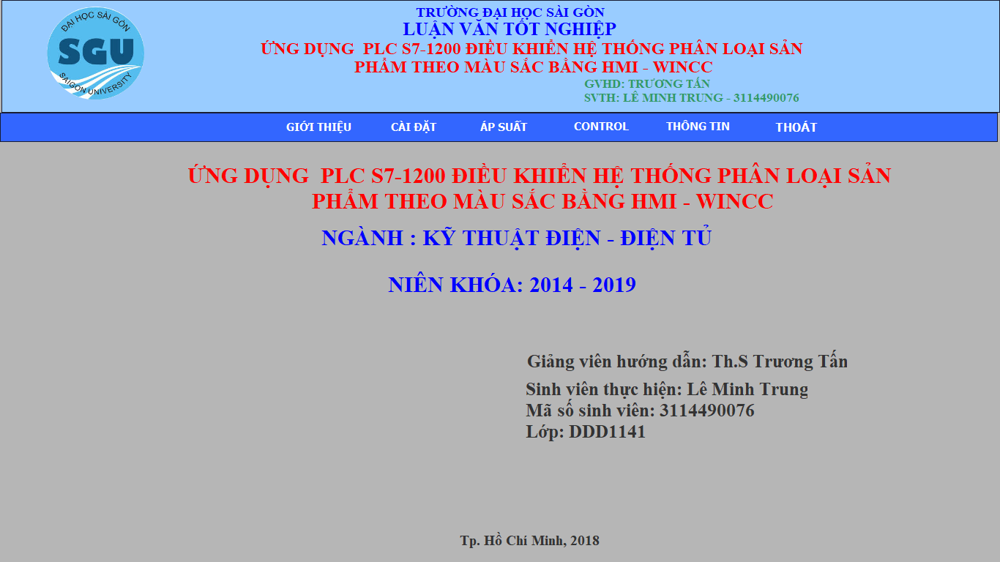 ĐẠI HỌC SÀI GÒN
SGU
SAIGON UNIVERSITY
TRƯỜNG ĐẠI HỌC SÀI GÒN
LUẬN VĂN TỐT NGHIỆP
ỨNG DỤNG  PLC S7-1200 ĐIỀU KHIỂN HỆ THỐNG PHÂN LOẠI SẢN
PHẨM THEO MÀU SẮC BẰNG HMI - WINCC
GVHD: TRƯƠNG TẤN
SVTH: LÊ MINH TRUNG - 3114490076
GIỚI THIỆU CÀI ĐẶT ÁP SUẤT CONTROL THÔNG TIN THOÁT
ỨNG DỤNG  PLC S7-1200 ĐIỀU KHIỂN HỆ THỐNG PHÂN LOẠI SẢN
PHẨM THEO MÀU SẮC BẰNG HMI - WINCC
NGÀNH : KỸ THUẬT ĐIỆN - ĐIỆN TỦ
NIÊN KHÓA: 2014 - 2019
Giảng viên hướng dẫn: Th.S Trương Tấn
Sinh viên thực hiện: Lê Minh Trung
Mã số sinh viên: 3114490076
Lớp: DDD1141
Tp. Hồ Chí Minh, 2018